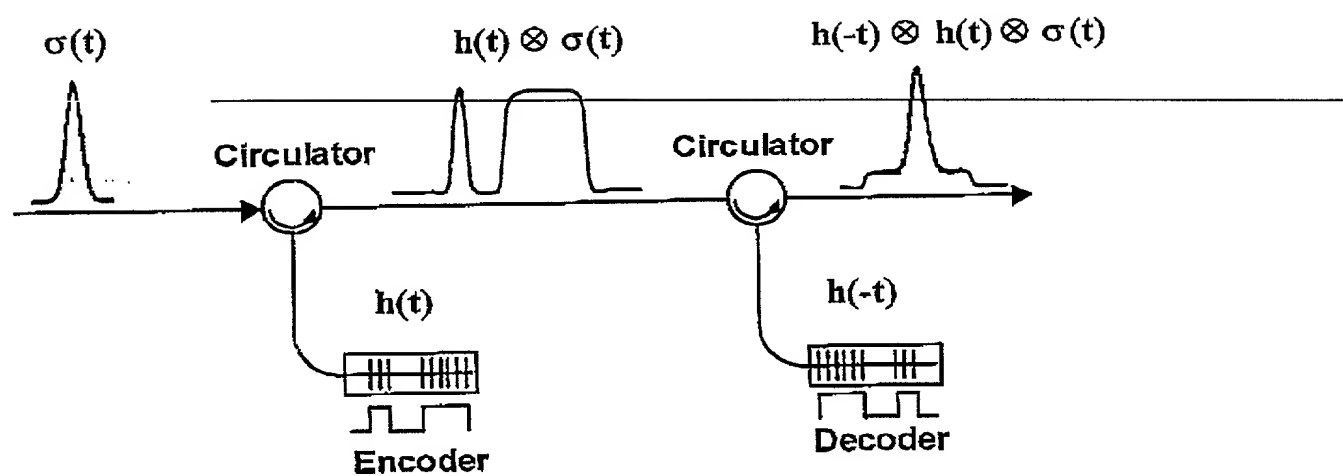 σ(t)
h(t) ⊗ σ(t)
h(-t) ⊗ h(t) ⊗ σ(t)
Circulator
Circulator
h(t)
h(-t)
Encoder
Decoder